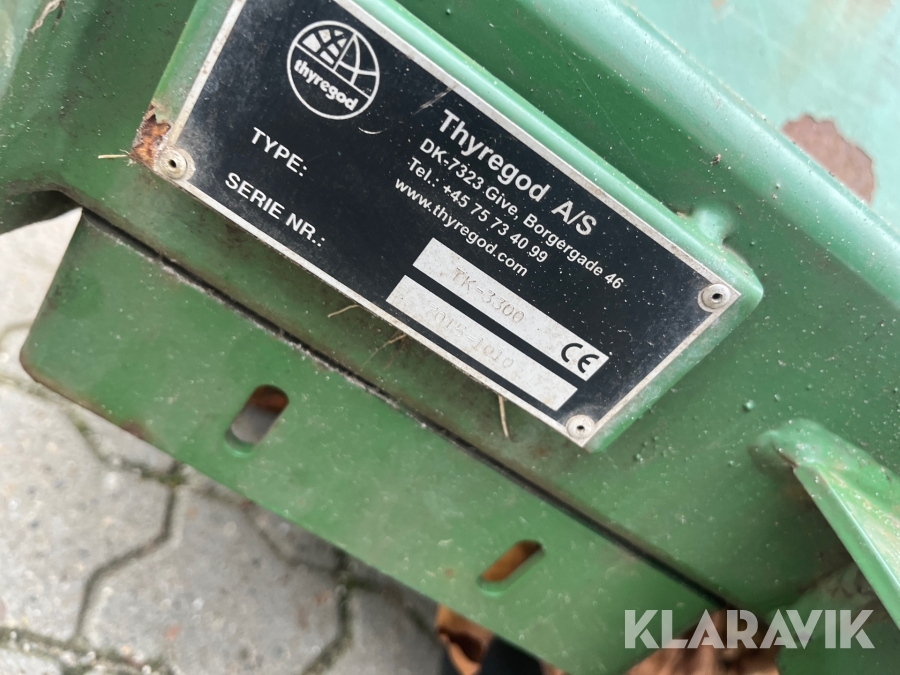 thyregod
Thyregod A/S
DK-7323 Give, Borgergade 46
Tel.: +45 75 73 40 99
www.thyregod.com
TYPE: TK-3300
SERIE NR.: 1010
CE
KLARAVIK